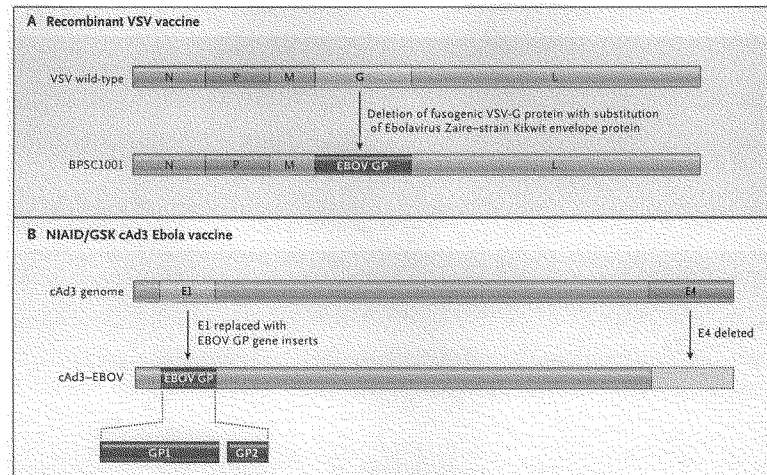 A Recombinant VSV vaccine
VSV wild-type N P M G L
Deletion of fusogenic VSV-G protein with substitution
of Ebolavirus Zaire–strain Kikwit envelope protein
BPSC1001 N P M EBOV GP L
B NIAID/GSK cAd3 Ebola vaccine
cAd3 genome E1 E4
E1 replaced with
EBOV GP gene inserts
E4 deleted
cAd3–EBOV EBOV GP
GP1 GP2